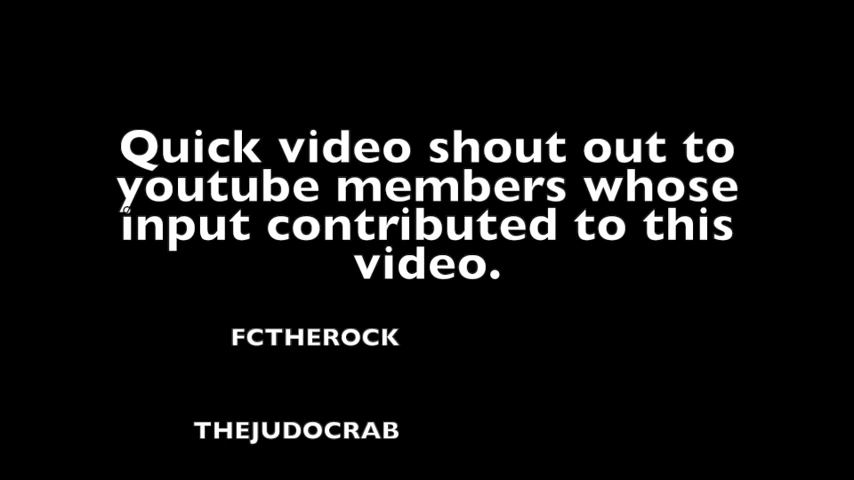 Quick video shout out to
youtube members whose
input contributed to this
video.
FCTHEROCK
THEJUDOCRAB